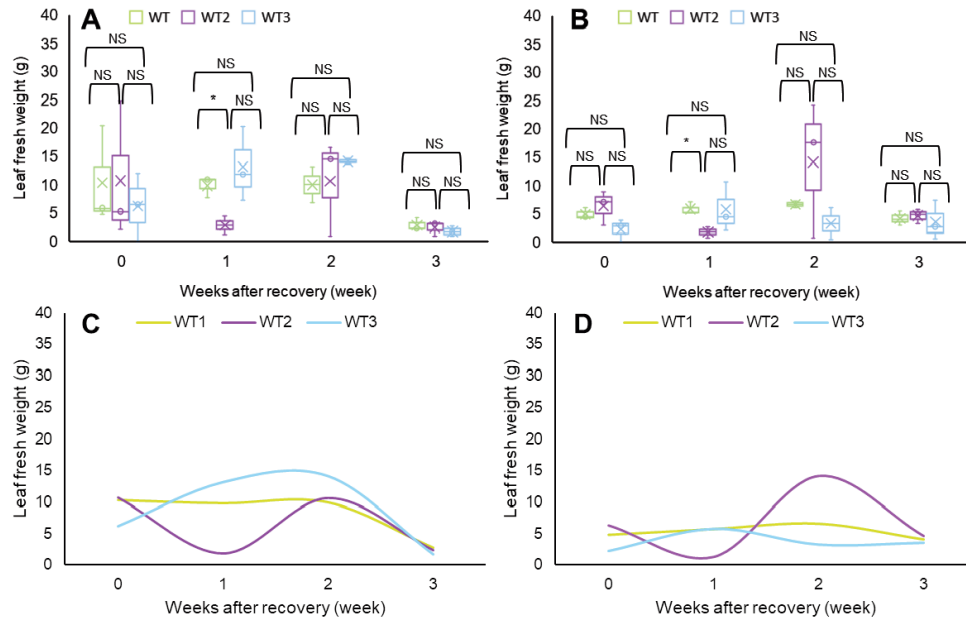 A
WT WT2 WT3
Leaf fresh weight (g)
40
35
30
25
20
15
10
5
0
NS
NS NS
NS
* NS
NS
NS NS
NS
NS NS
0 1 2 3
Weeks after recovery (week)
B
WT WT2 WT3
Leaf fresh weight (g)
40
35
30
25
20
15
10
5
0
NS
NS NS
NS
* NS
NS
NS NS
NS
NS NS
0 1 2 3
Weeks after recovery (week)
C
WT1 WT2 WT3
Leaf fresh weight (g)
40
35
30
25
20
15
10
5
0
0 1 2 3
Weeks after recovery (week)
D
WT1 WT2 WT3
Leaf fresh weight (g)
40
35
30
25
20
15
10
5
0
0 1 2 3
Weeks after recovery (week)